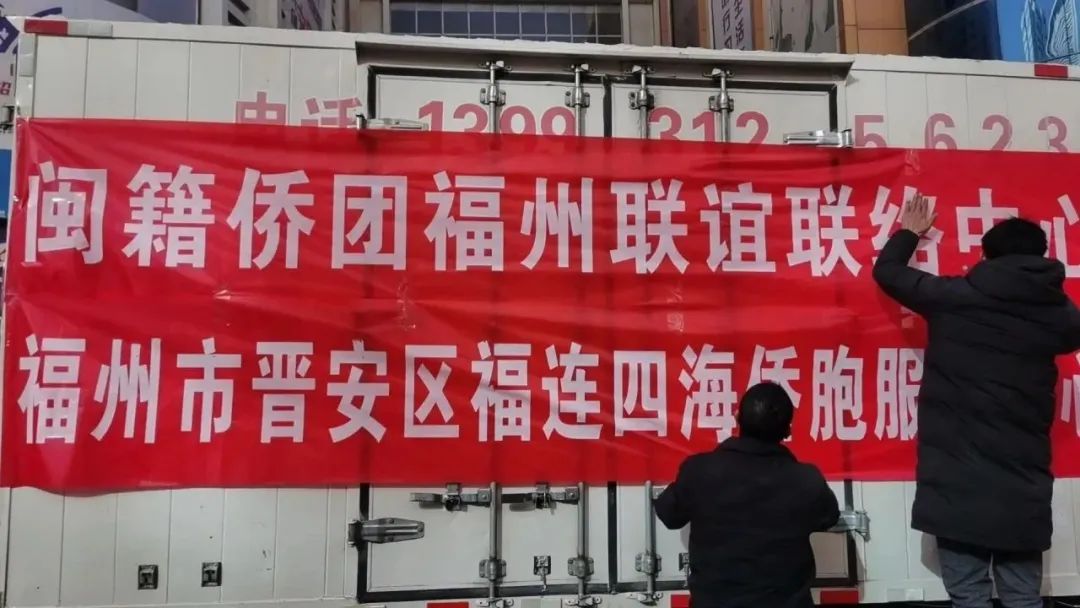 电话 1399 312 5623
闽籍侨团福州联谊联络中心
福州市晋安区福连四海侨胞服 心